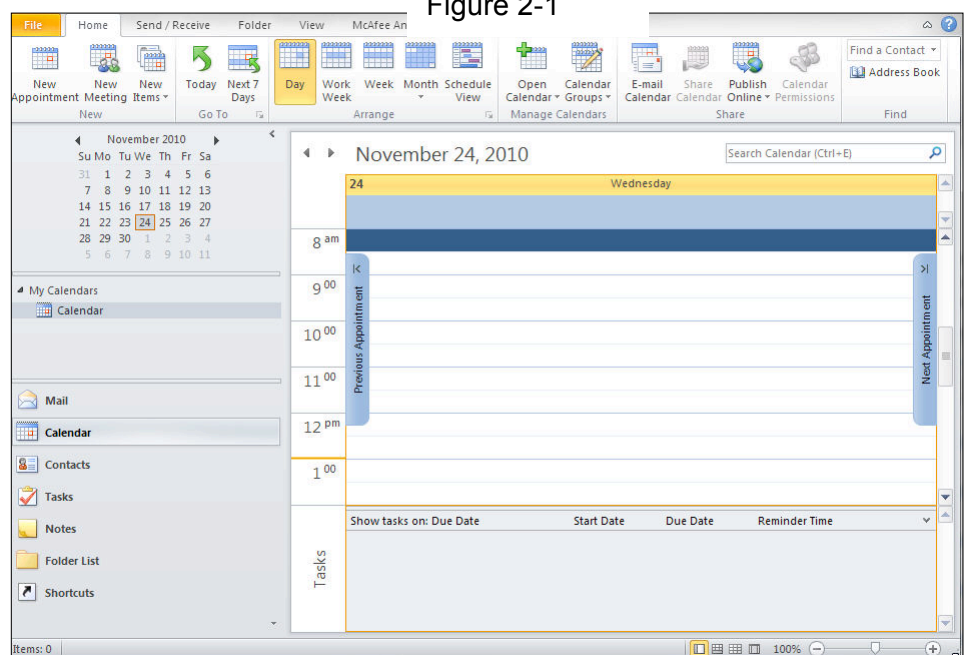 Figure 2-1
File Home Send / Receive Folder View McAfee An
New Appointment
New Meeting
New Items
Today
Next 7 Days
Day
Work Week
Week
Month
Schedule View
Open Calendar
Calendar Groups
E-mail Calendar
Share Calendar
Publish Online
Calendar Permissions
Find a Contact
Address Book
New Go To Arrange Manage Calendars Share Find
November 2010
Su Mo Tu We Th Fr Sa
31 1 2 3 4 5 6
7 8 9 10 11 12 13
14 15 16 17 18 19 20
21 22 23 24 25 26 27
28 29 30 1 2 3 4
5 6 7 8 9 10 11
My Calendars
Calendar
Mail
Calendar
Contacts
Tasks
Notes
Folder List
Shortcuts
November 24, 2010
Search Calendar (Ctrl+E)
24 Wednesday
8 am
9 00
10 00
11 00
12 pm
1 00
Previous Appointment
Next Appointment
Tasks
Show tasks on: Due Date Start Date Due Date Reminder Time
Items: 0
100%